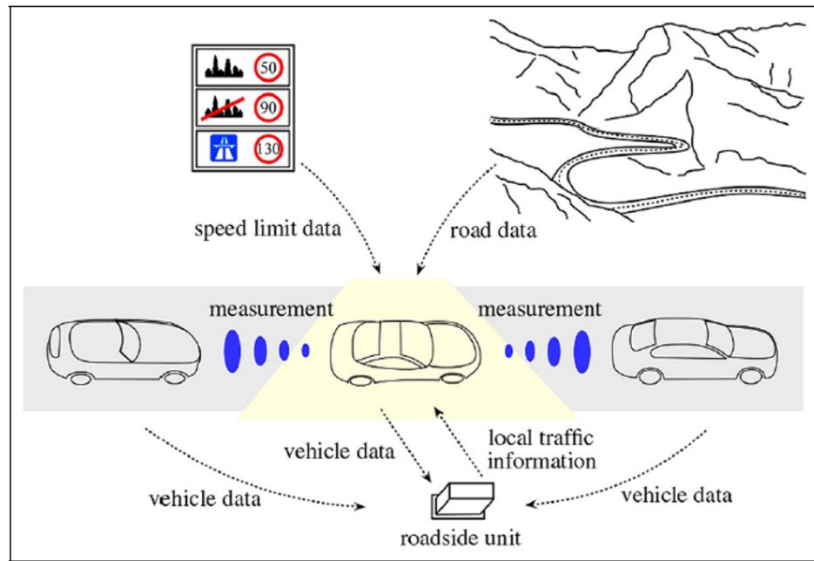 50
90
130
speed limit data
road data
measurement
measurement
vehicle data
local traffic
information
vehicle data
vehicle data
roadside unit